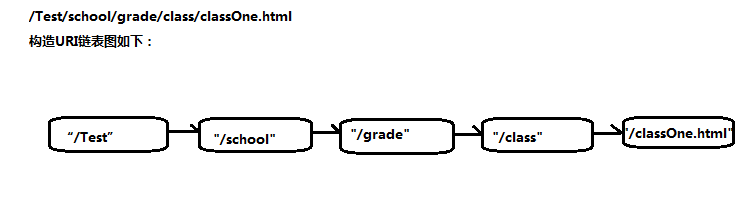 /Test/school/grade/class/classOne.html
构造URI链表图如下：
“/Test” "/school" "/grade" "/class" "/classOne.html"